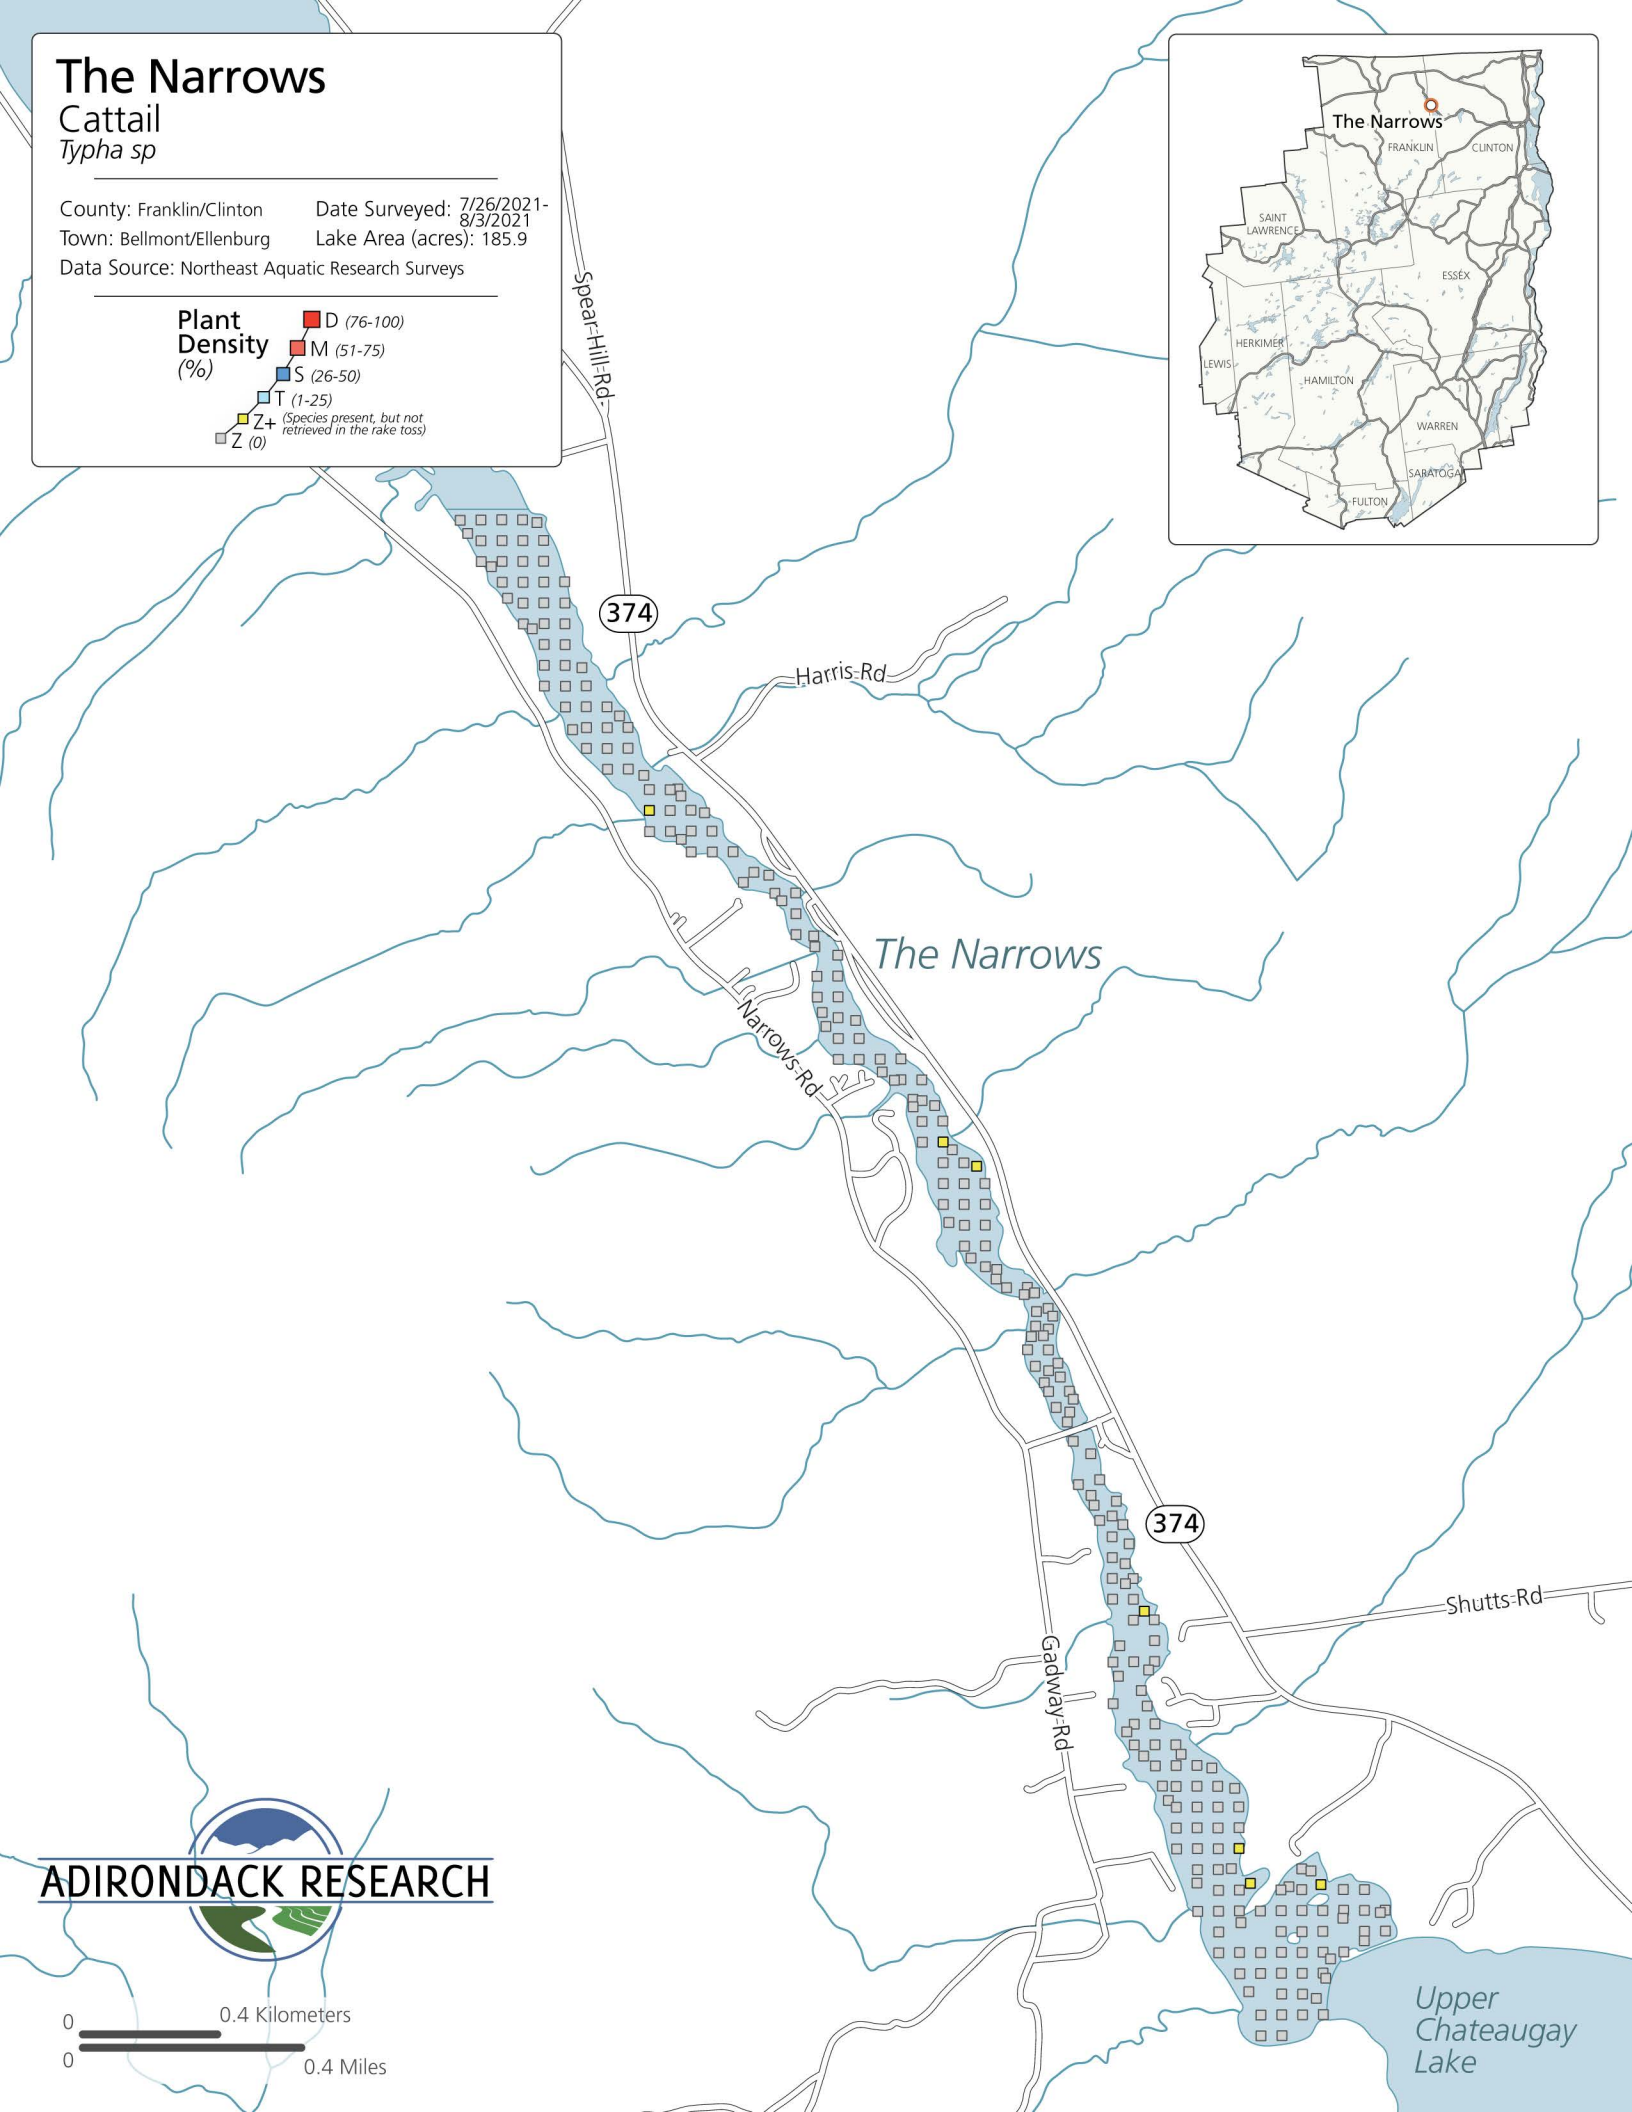 The Narrows
Cattail
Typha sp
County: Franklin/Clinton
Date Surveyed: 7/26/2021-
8/3/2021
Town: Bellmont/Ellenburg
Lake Area (acres): 185.9
Data Source: Northeast Aquatic Research Surveys
Plant
Density
(%)
D (76-100)
M (51-75)
S (26-50)
T (1-25)
Z+ (Species present, but not
retrieved in the rake toss)
Z (0)
The Narrows
FRANKLIN
CLINTON
SAINT
LAWRENCE
ESSEX
HERKIMER
LEWIS
HAMILTON
WARREN
SARATOGA
FULTON
Spear-Hill-Rd-
374
Harris-Rd
The Narrows
Narrows-Rd
374
Shutts-Rd
Gadway-Rd
ADIRONDACK RESEARCH
0
0.4 Kilometers
0
0.4 Miles
Upper
Chateaugay
Lake